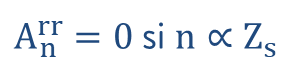 A_n^{rr} = 0 si n ∝ Z_s